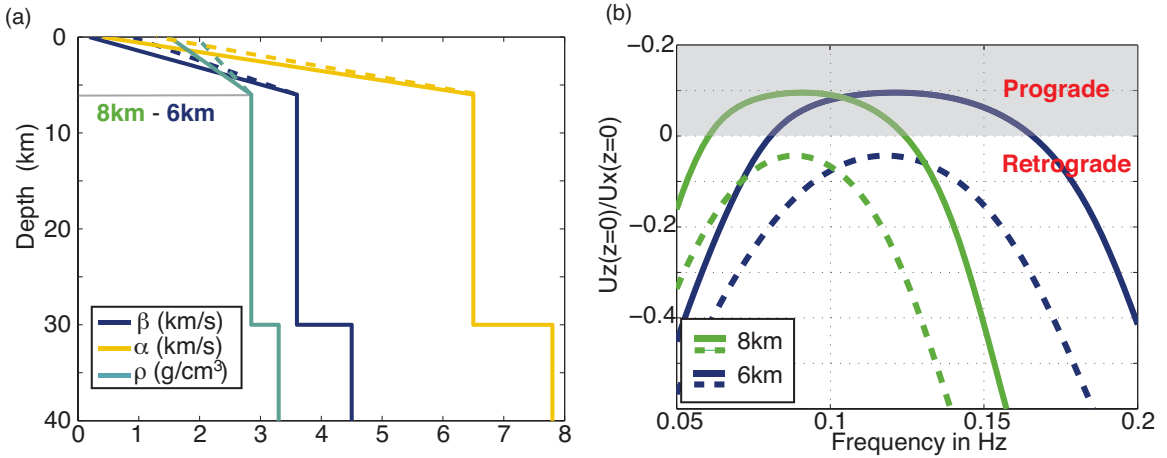 (a)
0
10
20
30
40
Depth (km)
8km - 6km
β (km/s)
α (km/s)
ρ (g/cm³)
0 1 2 3 4 5 6 7 8
(b)
−0.2
0
−0.2
−0.4
Uz(z=0)/Ux(z=0)
Prograde
Retrograde
8km
6km
0.05 0.1 0.15 0.2
Frequency in Hz